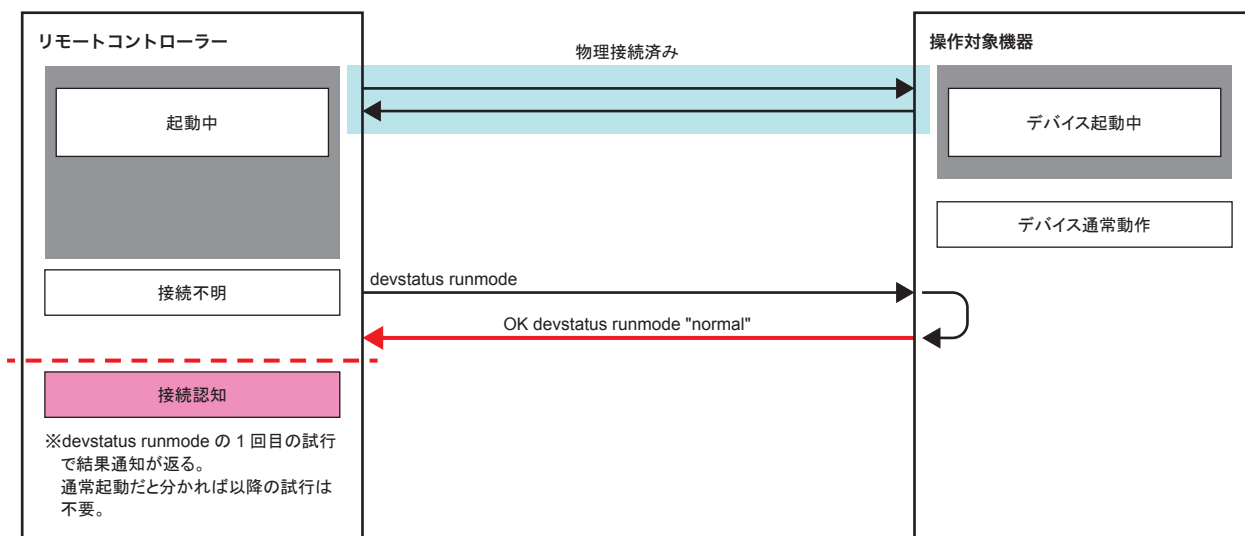 リモートコントローラー
物理接続済み
操作対象機器
起動中
デバイス起動中
デバイス通常動作
接続不明
devstatus runmode
OK devstatus runmode "normal"
接続認知
※devstatus runmode の 1 回目の試行
で結果通知が返る。
通常起動だと分かれば以降の試行は
不要。